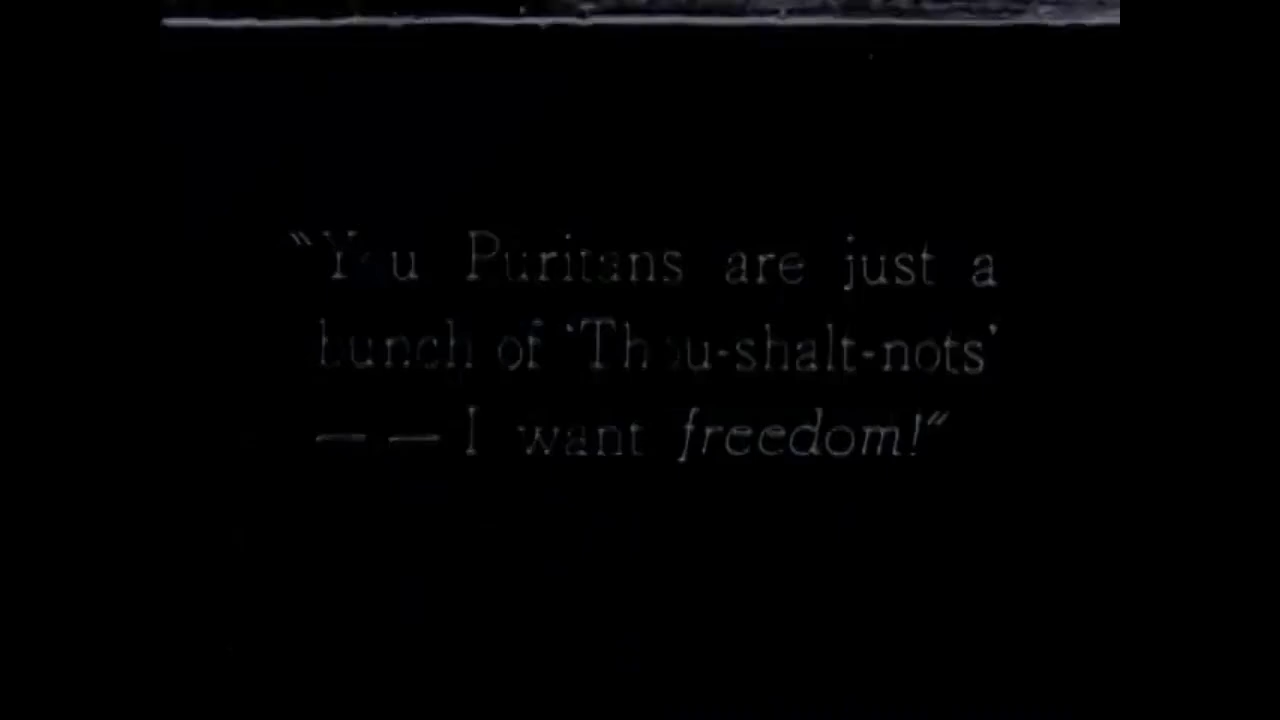 "You Puritans are just a
bunch of 'Thou-shalt-nots'
— — I want freedom!"